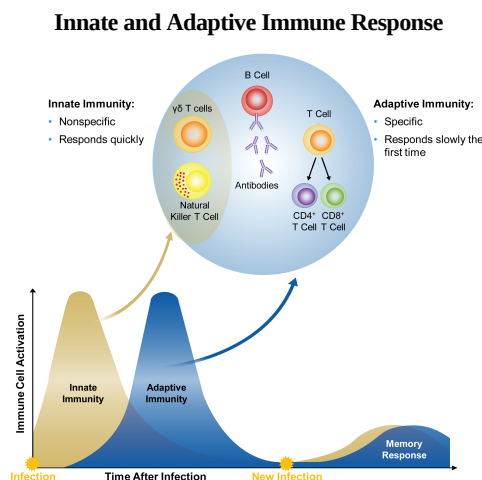 Innate and Adaptive Immune Response
Innate Immunity:
• Nonspecific
• Responds quickly
B Cell
γδ T cells
T Cell
Natural
Killer T Cell
Antibodies
CD4⁺
T Cell
CD8⁺
T Cell
Adaptive Immunity:
• Specific
• Responds slowly the
first time
Immune Cell Activation
Innate
Immunity
Adaptive
Immunity
Memory
Response
Infection
Time After Infection
New Infection